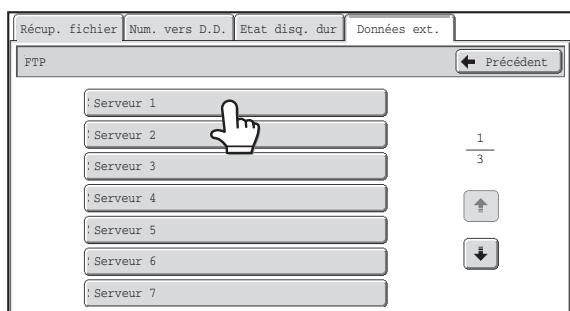 Récup. fichier Num. vers D.D. Etat disq. dur Données ext.
FTP Précédent
Serveur 1
Serveur 2
Serveur 3
Serveur 4
Serveur 5
Serveur 6
Serveur 7
1
3